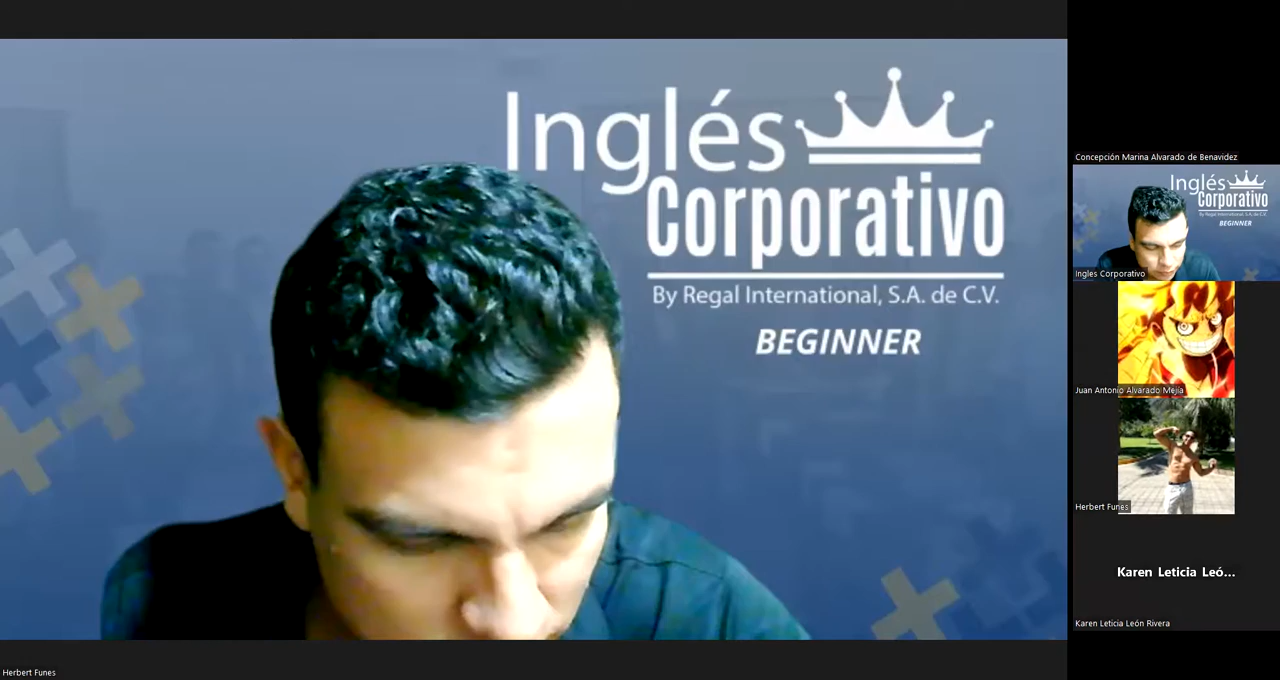 Inglés
Corporativo
By Regal International, S.A. de C.V.
BEGINNER
Herbert Funes
Concepción Marina Alvarado de Benavidez
Inglés
Corporativo
By Regal International, S.A. de C.V.
BEGINNER
Ingles Corporativo
Juan Antonio Alvarado Mejía
Herbert Funes
Karen Leticia Leó...
Karen Leticia León Rivera